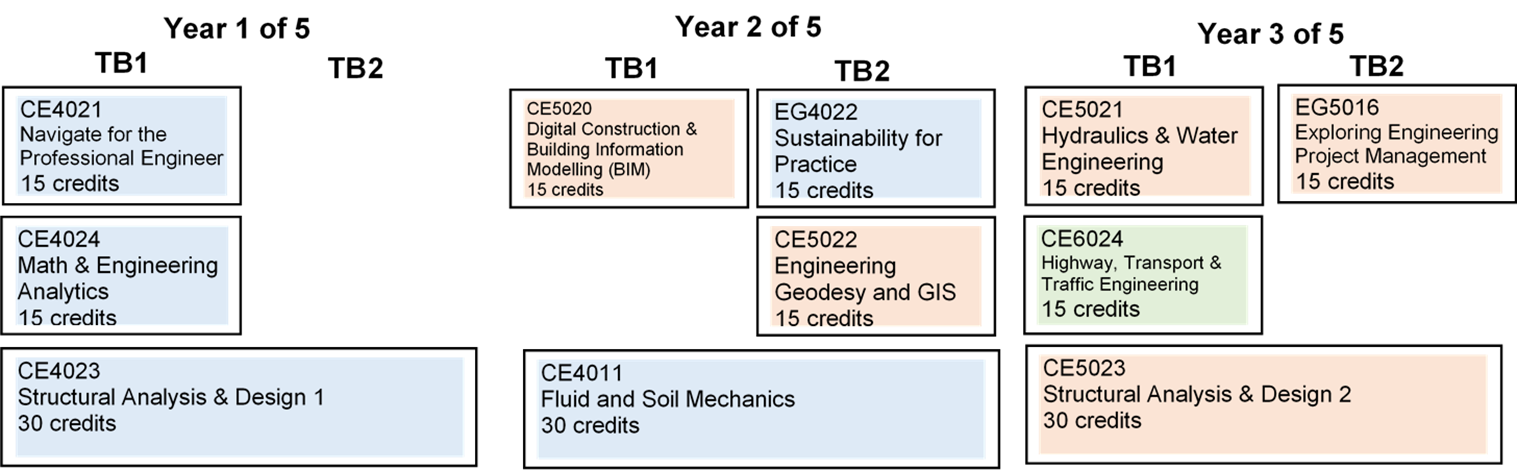 Year 1 of 5
TB1
TB2
CE4021
Navigate for the
Professional Engineer
15 credits
CE4024
Math & Engineering
Analytics
15 credits
CE4023
Structural Analysis & Design 1
30 credits
Year 2 of 5
TB1
TB2
CE5020
Digital Construction &
Building Information
Modelling (BIM)
15 credits
EG4022
Sustainability for
Practice
15 credits
CE5022
Engineering
Geodesy and GIS
15 credits
CE4011
Fluid and Soil Mechanics
30 credits
Year 3 of 5
TB1
TB2
CE5021
Hydraulics & Water
Engineering
15 credits
EG5016
Exploring Engineering
Project Management
15 credits
CE6024
Highway, Transport &
Traffic Engineering
15 credits
CE5023
Structural Analysis & Design 2
30 credits